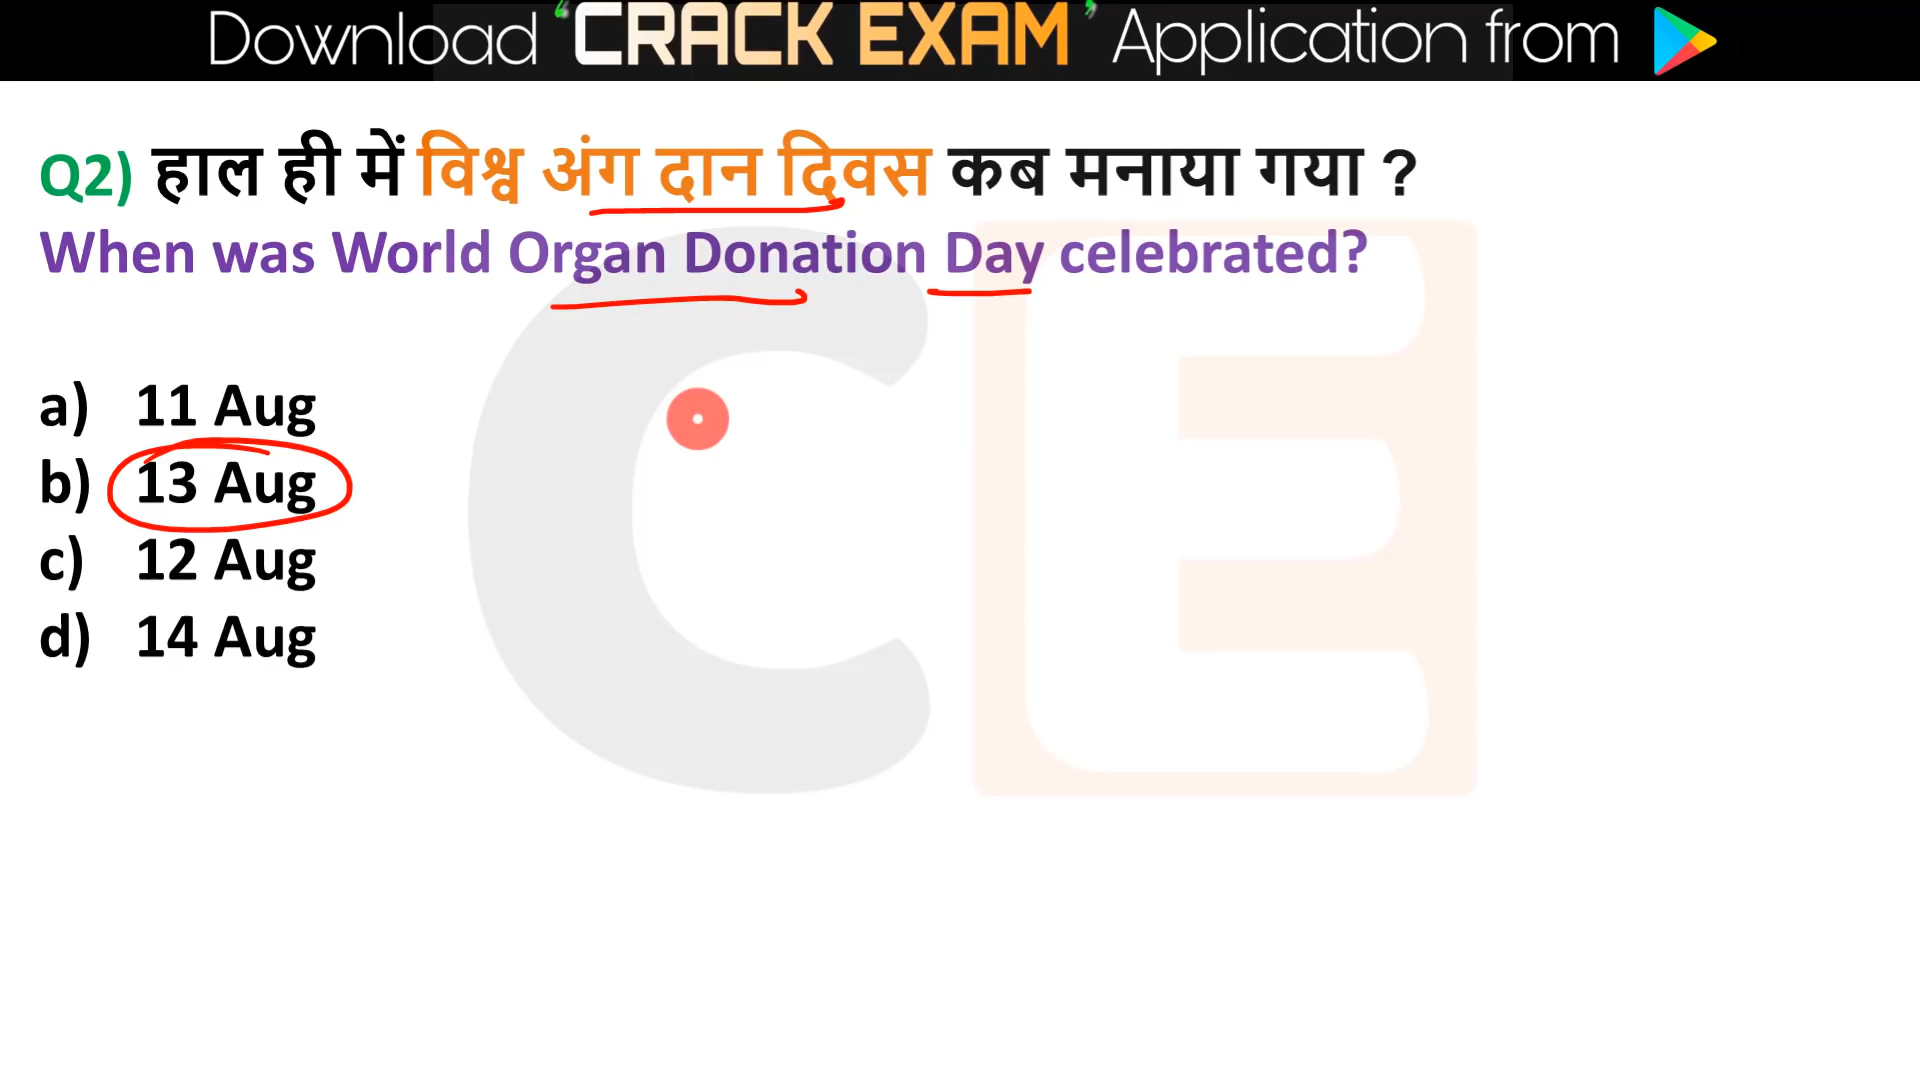 Download ‘CRACK EXAM’ Application from
Q2) हाल ही में विश्व अंग दान दिवस कब मनाया गया ?
When was World Organ Donation Day celebrated?
a) 11 Aug
b) 13 Aug
c) 12 Aug
d) 14 Aug
CE